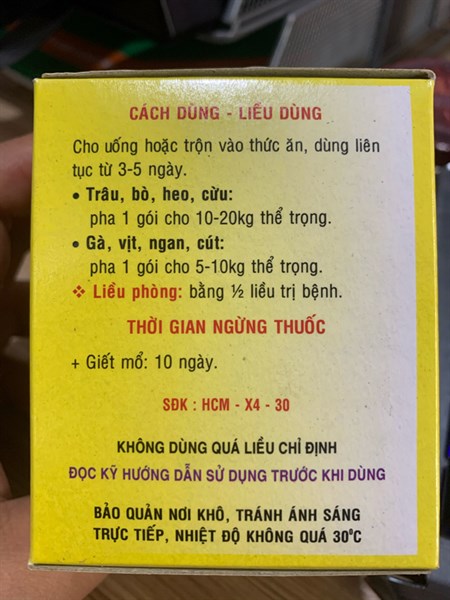 CÁCH DÙNG - LIỀU DÙNG
Cho uống hoặc trộn vào thức ăn, dùng liên
tục từ 3-5 ngày.
• Trâu, bò, heo, cừu:
pha 1 gói cho 10-20kg thể trọng.
• Gà, vịt, ngan, cút:
pha 1 gói cho 5-10kg thể trọng.
❖ Liều phòng: bằng ½ liều trị bệnh.
THỜI GIAN NGỪNG THUỐC
+ Giết mổ: 10 ngày.
SĐK : HCM - X4 - 30
KHÔNG DÙNG QUÁ LIỀU CHỈ ĐỊNH
ĐỌC KỸ HƯỚNG DẪN SỬ DỤNG TRƯỚC KHI DÙNG
BẢO QUẢN NƠI KHÔ, TRÁNH ÁNH SÁNG
TRỰC TIẾP, NHIỆT ĐỘ KHÔNG QUÁ 30⁰C